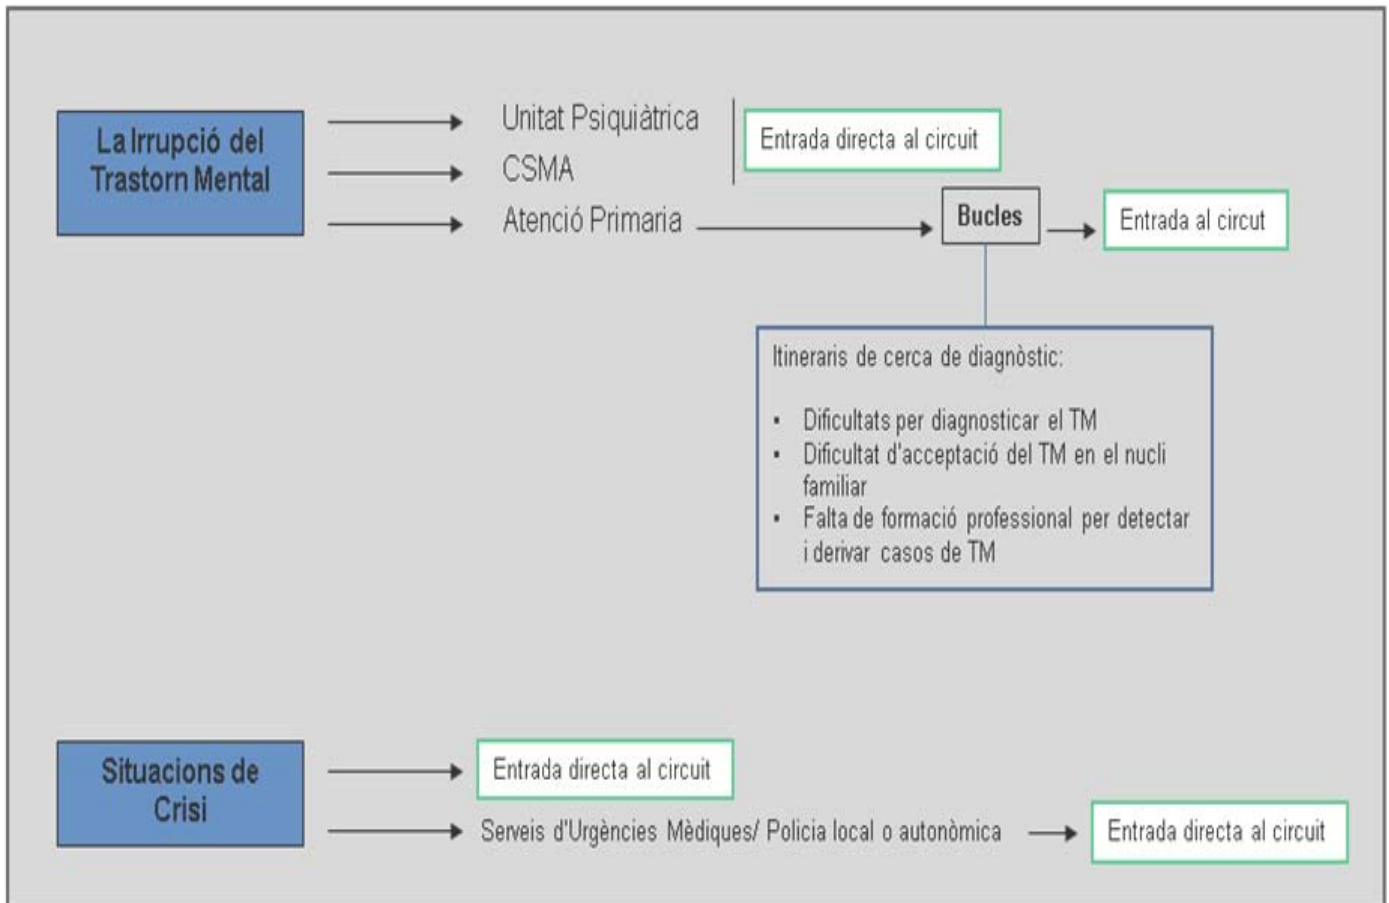 La Irrupció del
Trastorn Mental
Unitat Psiquiàtrica
CSMA
Atenció Primaria
Entrada directa al circuit
Bucles
Entrada al circut
Itineraris de cerca de diagnòstic:
▪ Dificultats per diagnosticar el TM
▪ Dificultat d'acceptació del TM en el nucli
familiar
▪ Falta de formació professional per detectar
i derivar casos de TM
Situacions de
Crisi
Entrada directa al circuit
Serveis d'Urgències Mèdiques/ Policia local o autonòmica
Entrada directa al circuit